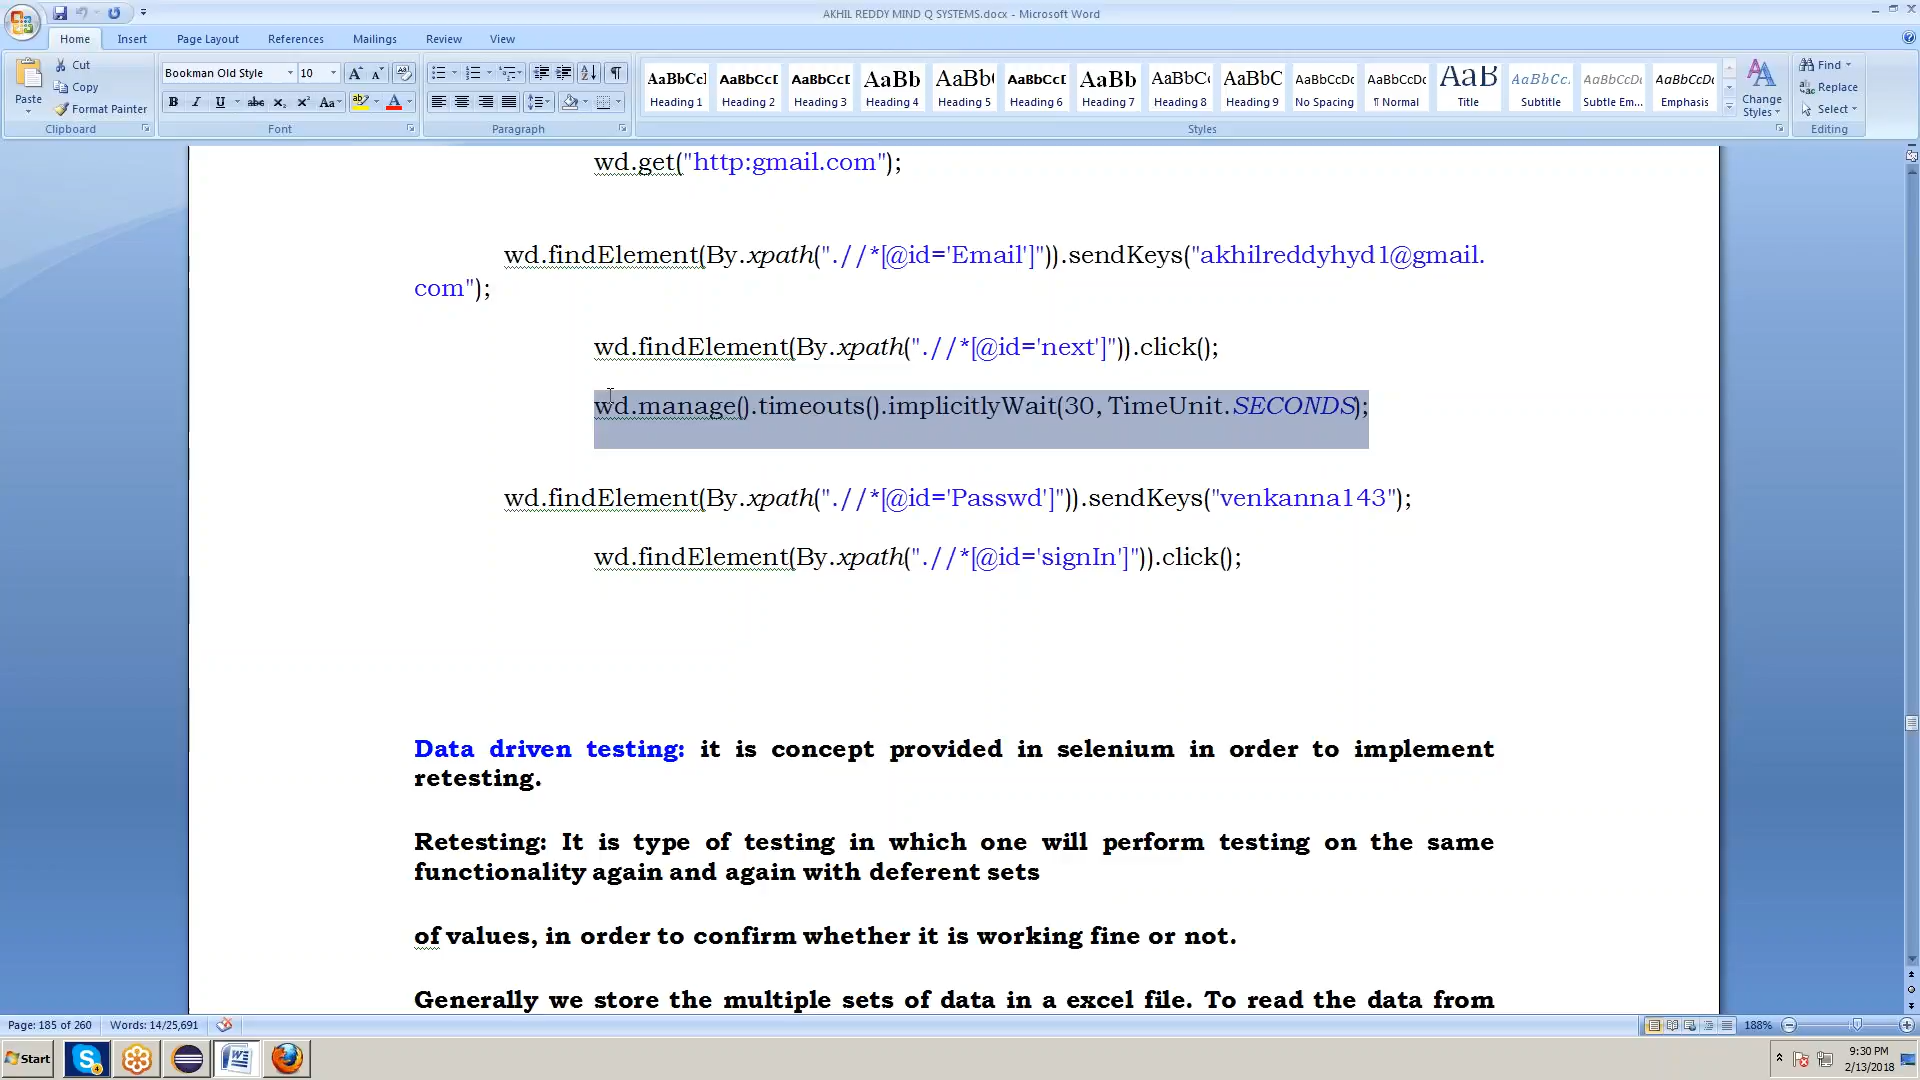 AKHIL REDDY MIND Q SYSTEMS.docx - Microsoft Word
Home Insert Page Layout References Mailings Review View
Cut
Copy
Format Painter
Paste
Clipboard
Bookman Old Style 10
Font
Paragraph
AaBbCcI AaBbCcD AaBbCcI AaBb AaBb( AaBbCcI AaBb AaBbC( AaBbC AaBbCcDc AaBbCcDc AaB AaBbCc. AaBbCcDc AaBbCcDc
Heading 1 Heading 2 Heading 3 Heading 4 Heading 5 Heading 6 Heading 7 Heading 8 Heading 9 No Spacing ¶ Normal Title Subtitle Subtle Em... Emphasis
Change
Styles
Styles
Find
Replace
Select
Editing
wd.get("http:gmail.com");
wd.findElement(By.xpath(".//*[@id='Email']")).sendKeys("akhilreddyhyd1@gmail.
com");
wd.findElement(By.xpath(".//*[@id='next']")).click();
wd.manage().timeouts().implicitlyWait(30, TimeUnit.SECONDS);
wd.findElement(By.xpath(".//*[@id='Passwd']")).sendKeys("venkanna143");
wd.findElement(By.xpath(".//*[@id='signIn']")).click();
Data driven testing: it is concept provided in selenium in order to implement
retesting.
Retesting: It is type of testing in which one will perform testing on the same
functionality again and again with deferent sets
of values, in order to confirm whether it is working fine or not.
Generally we store the multiple sets of data in a excel file. To read the data from
Page: 185 of 260 Words: 14/25,691 188%
Start
9:30 PM
2/13/2018